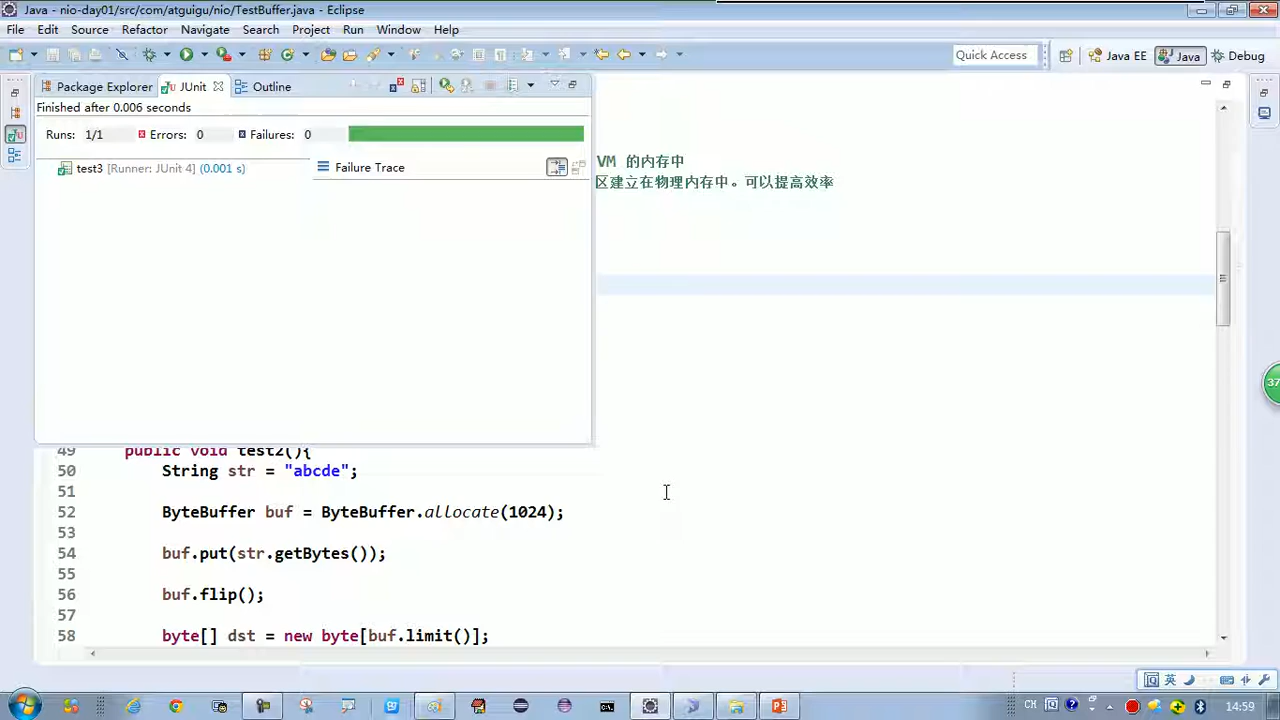 Java - nio-day01/src/com/atguigu/nio/TestBuffer.java - Eclipse
File Edit Source Refactor Navigate Search Project Run Window Help
Quick Access Java EE Java Debug
Package Explorer JUnit Outline
Finished after 0.006 seconds
Runs: 1/1 Errors: 0 Failures: 0
test3 [Runner: JUnit 4] (0.001 s)
Failure Trace
VM 的内存中
区建立在物理内存中。可以提高效率
37
49 public void test2(){
50 String str = "abcde";
51
52 ByteBuffer buf = ByteBuffer.allocate(1024);
53
54 buf.put(str.getBytes());
55
56 buf.flip();
57
58 byte[] dst = new byte[buf.limit()];
英
CH 14:59